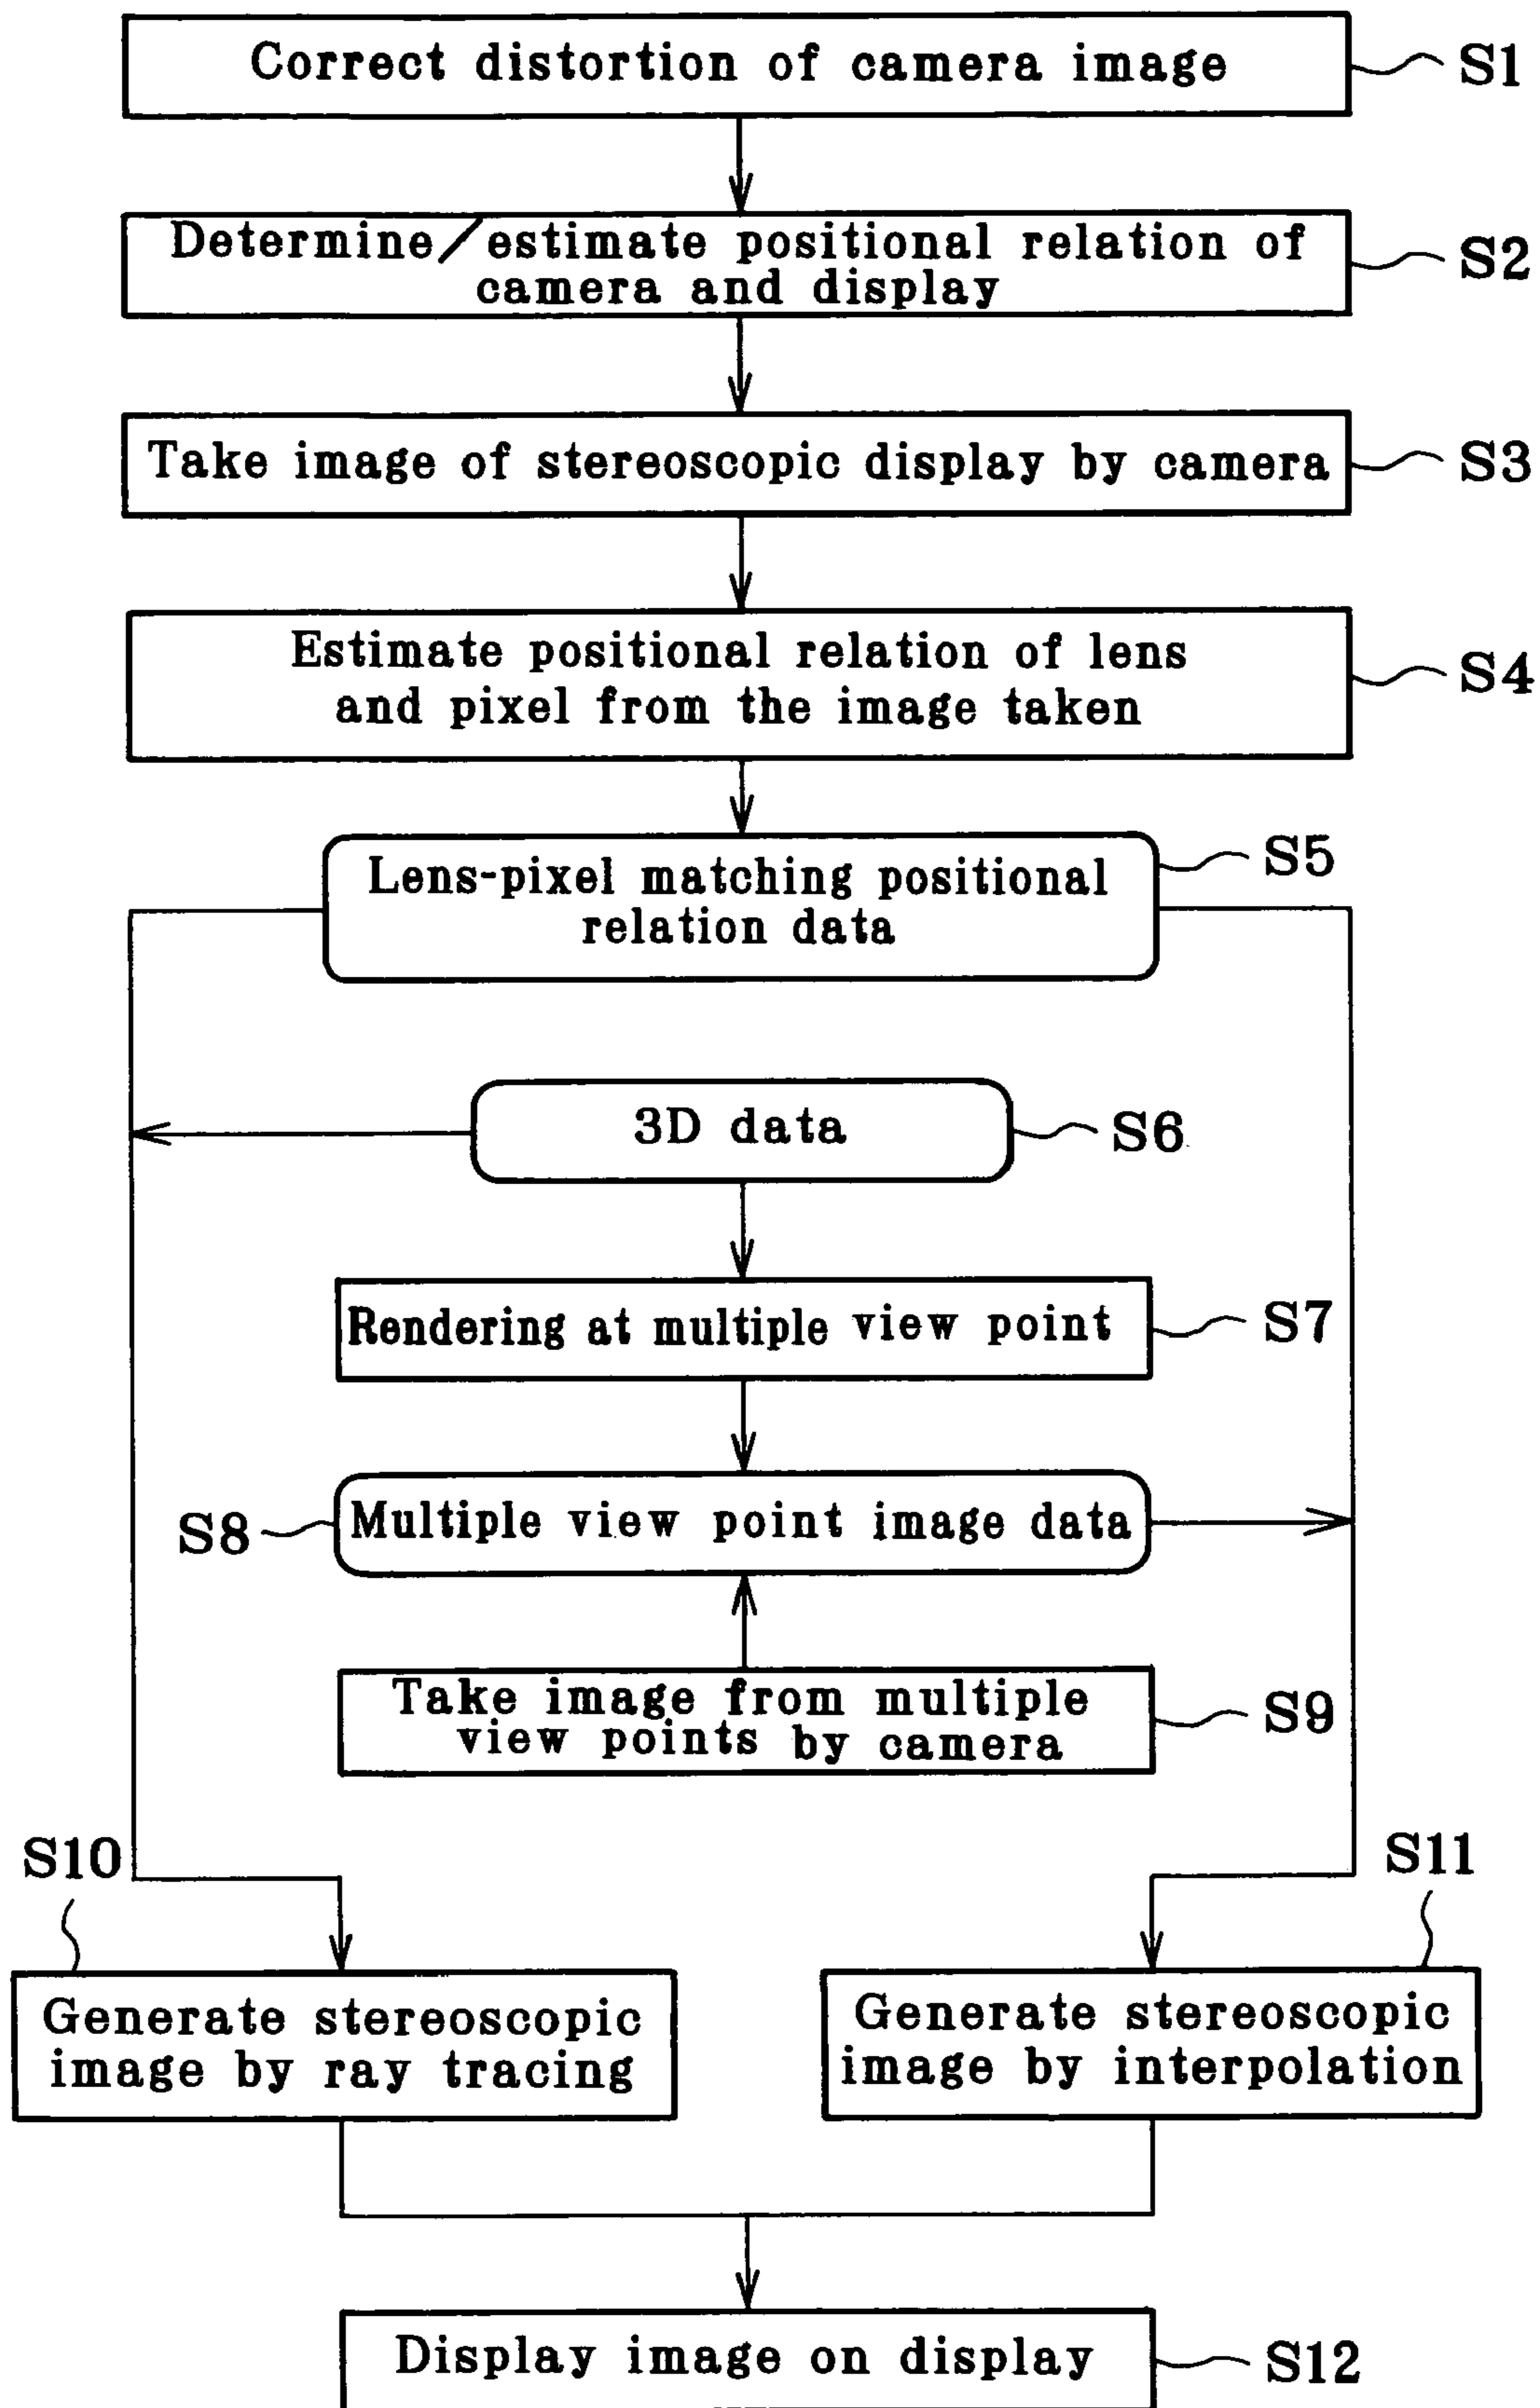 Correct distortion of camera image
S1
Determine/estimate positional relation of
camera and display
S2
Take image of stereoscopic display by camera
S3
Estimate positional relation of lens
and pixel from the image taken
S4
Lens-pixel matching positional
relation data
S5
3D data
S6
Rendering at multiple view point
S7
S8
Multiple view point image data
Take image from multiple
view points by camera
S9
S10
S11
Generate stereoscopic
image by ray tracing
Generate stereoscopic
image by interpolation
Display image on display
S12